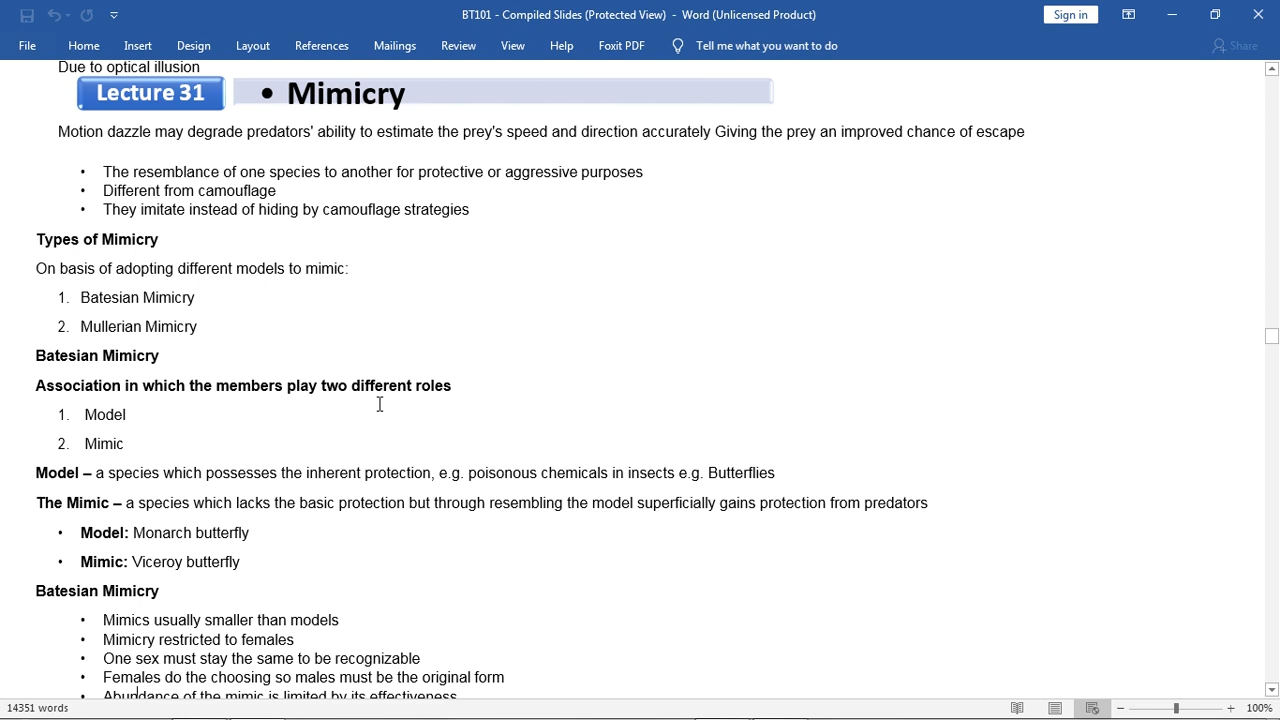 BT101 - Compiled Slides (Protected View) - Word (Unlicensed Product)
Sign in
File Home Insert Design Layout References Mailings Review View Help Foxit PDF Tell me what you want to do Share
Due to optical illusion
Lecture 31 • Mimicry
Motion dazzle may degrade predators' ability to estimate the prey's speed and direction accurately Giving the prey an improved chance of escape
• The resemblance of one species to another for protective or aggressive purposes
• Different from camouflage
• They imitate instead of hiding by camouflage strategies
Types of Mimicry
On basis of adopting different models to mimic:
1. Batesian Mimicry
2. Mullerian Mimicry
Batesian Mimicry
Association in which the members play two different roles
1. Model
2. Mimic
Model – a species which possesses the inherent protection, e.g. poisonous chemicals in insects e.g. Butterflies
The Mimic – a species which lacks the basic protection but through resembling the model superficially gains protection from predators
• Model: Monarch butterfly
• Mimic: Viceroy butterfly
Batesian Mimicry
• Mimics usually smaller than models
• Mimicry restricted to females
• One sex must stay the same to be recognizable
• Females do the choosing so males must be the original form
• Abundance of the mimic is limited by its effectiveness
14351 words
100%